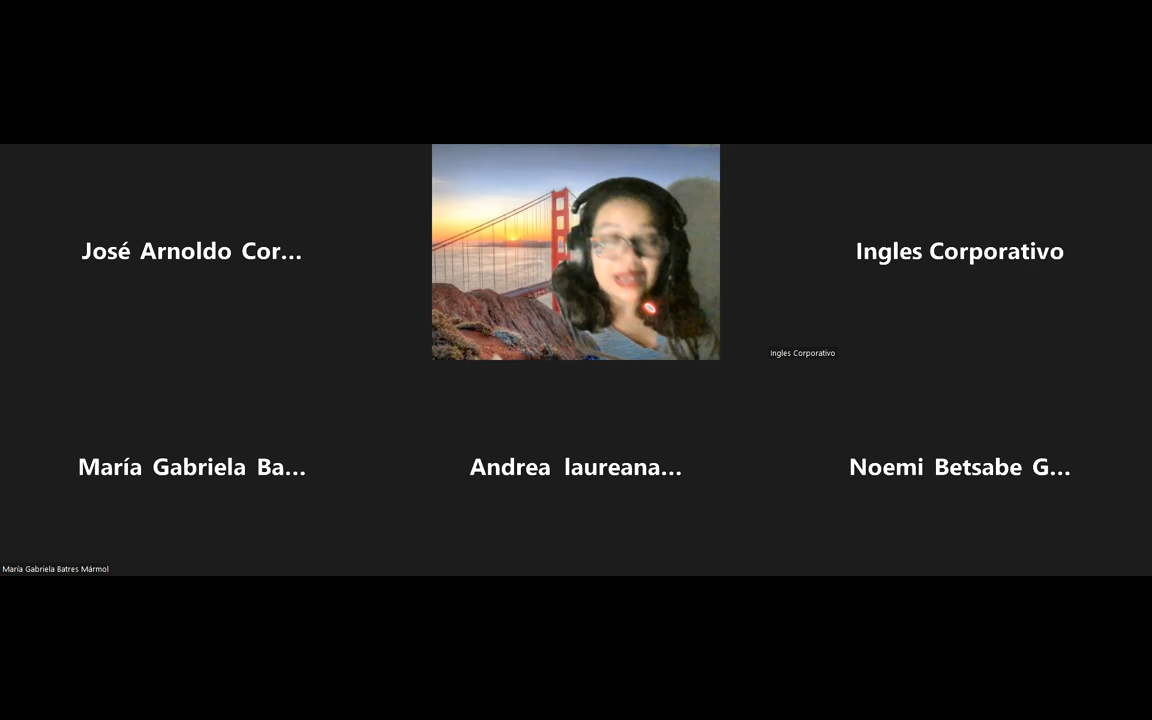 José Arnoldo Cor...
Ingles Corporativo
Ingles Corporativo
María Gabriela Ba...
Andrea laureana...
Noemi Betsabe G...
María Gabriela Batres Mármol